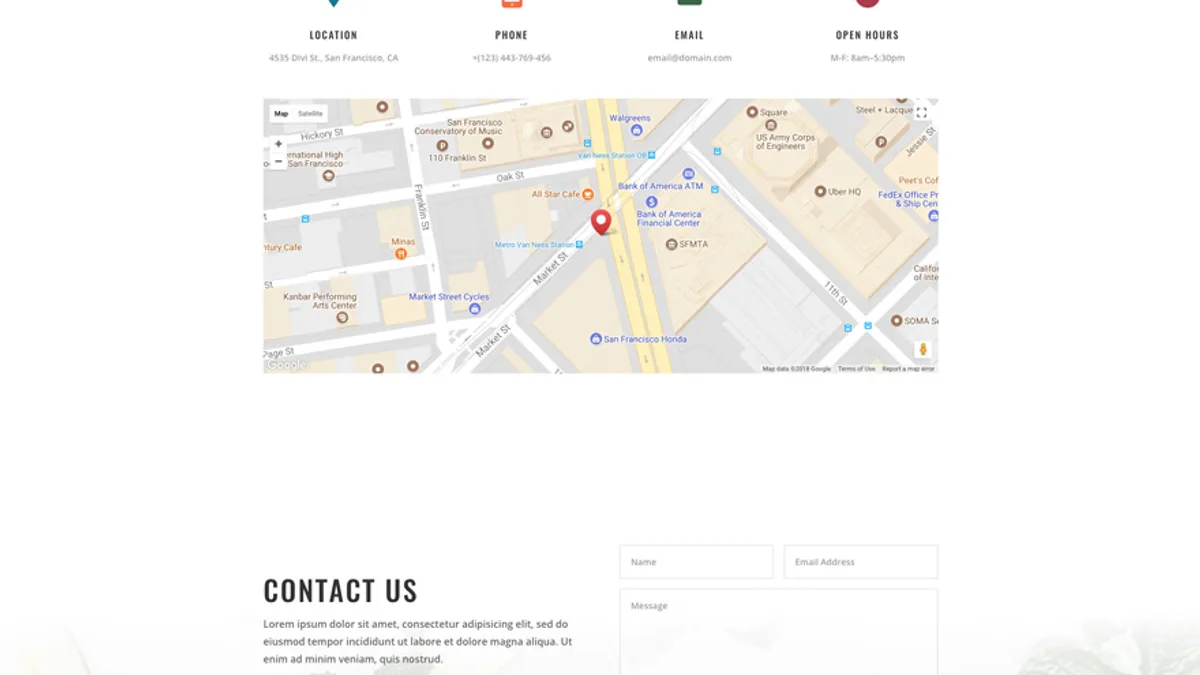 LOCATION
PHONE
EMAIL
OPEN HOURS
4535 Divi St., San Francisco, CA
+(123) 443-769-456
email@domain.com
M-F: 8am–5:30pm
Map Satellite
Hickory St
San Francisco
Conservatory of Music
Walgreens
Square
Steel + Lacque
US Army Corps
of Engineers
Jessie St
ernational High
San Francisco
110 Franklin St
Van Ness Station OB
Oak St
Franklin St
All Star Cafe
Bank of America ATM
Uber HQ
Peet's Cof
FedEx Office Pr
& Ship Cen
Bank of America
Financial Center
SFMTA
Metro Van Ness Station
Minas
ntury Cafe
Market St
St
Califo
of Inte
11th St
Kanbar Performing
Arts Center
Market Street Cycles
SOMA S
Market St
San Francisco Honda
Page St
Google
Map data ©2018 Google Terms of Use Report a map error
CONTACT US
Lorem ipsum dolor sit amet, consectetur adipisicing elit, sed do
eiusmod tempor incididunt ut labore et dolore magna aliqua. Ut
enim ad minim veniam, quis nostrud.
Name
Email Address
Message